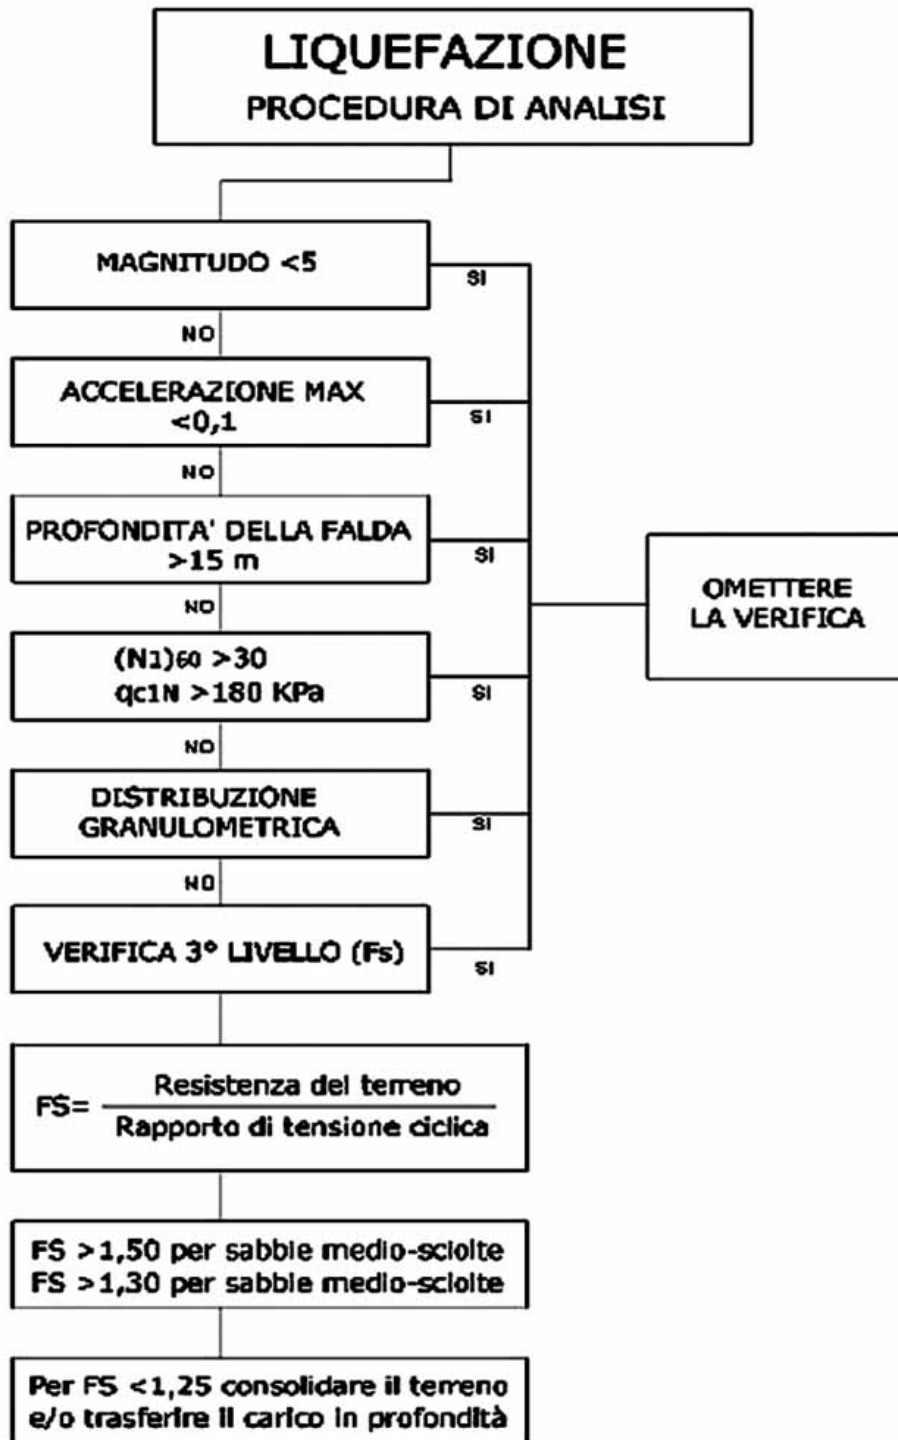 LIQUEFAZIONE
PROCEDURA DI ANALISI
MAGNITUDO <5
SI
NO
ACCELERAZIONE MAX
<0,1
SI
NO
PROFONDITA' DELLA FALDA
>15 m
SI
NO
(N1)60 >30
qc1N >180 KPa
SI
NO
DISTRIBUZIONE
GRANULOMETRICA
SI
NO
VERIFICA 3° LIVELLO (Fs)
SI
OMETTERE
LA VERIFICA
FS= Resistenza del terreno
Rapporto di tensione ciclica
FS >1,50 per sabbie medio-sciolte
FS >1,30 per sabbie medio-sciolte
Per FS <1,25 consolidare il terreno
e/o trasferire il carico in profondità